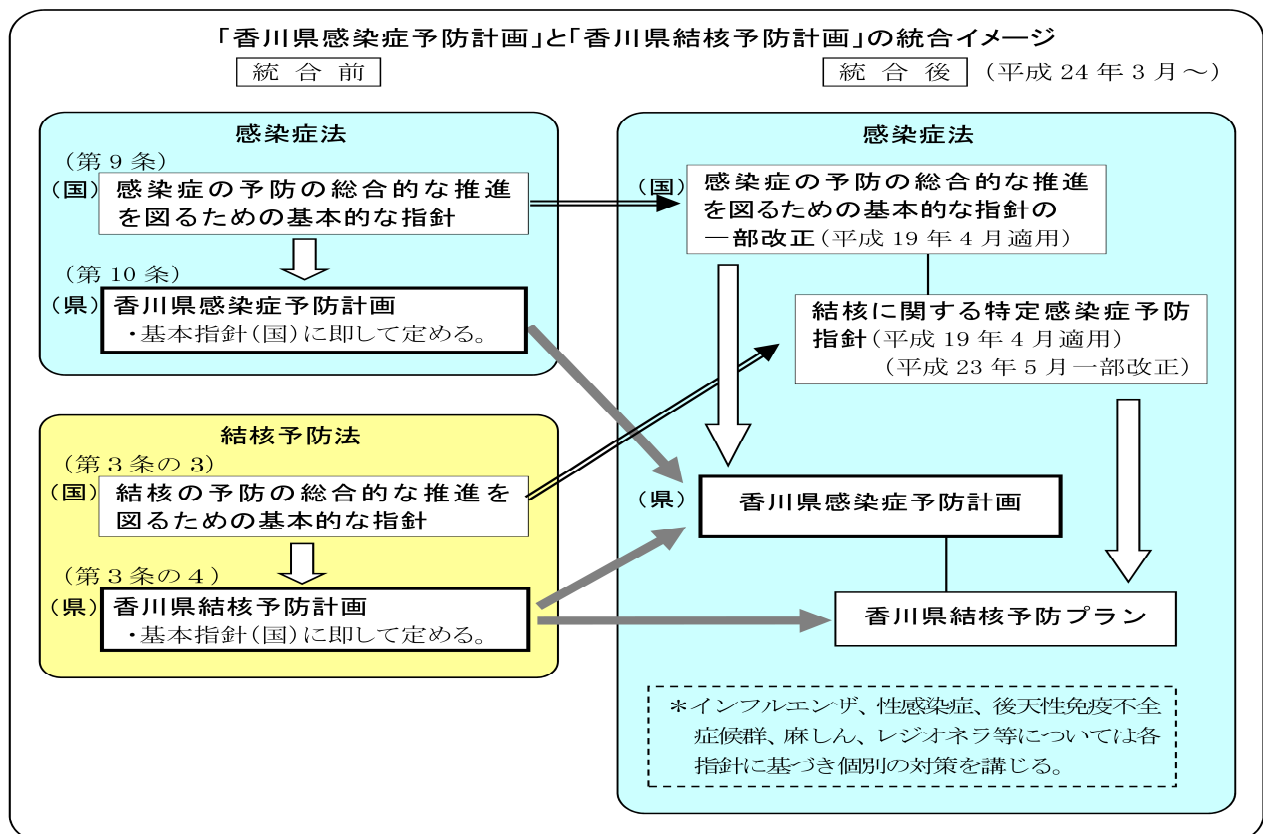 「香川県感染症予防計画」と「香川県結核予防計画」の統合イメージ
統合前
統合後 (平成24年3月～)
感染症法
(第9条)
(国) 感染症の予防の総合的な推進
を図るための基本的な指針
(第10条)
(県) 香川県感染症予防計画
・基本指針(国)に即して定める。
結核予防法
(第3条の3)
(国) 結核の予防の総合的な推進を
図るための基本的な指針
(第3条の4)
(県) 香川県結核予防計画
・基本指針(国)に即して定める。
感染症法
(国) 感染症の予防の総合的な推進
を図るための基本的な指針の
一部改正(平成19年4月適用)
結核に関する特定感染症予防
指針(平成19年4月適用)
(平成23年5月一部改正)
(県) 香川県感染症予防計画
香川県結核予防プラン
＊インフルエンザ、性感染症、後天性免疫不全
症候群、麻しん、レジオネラ等については各
指針に基づき個別の対策を講じる。